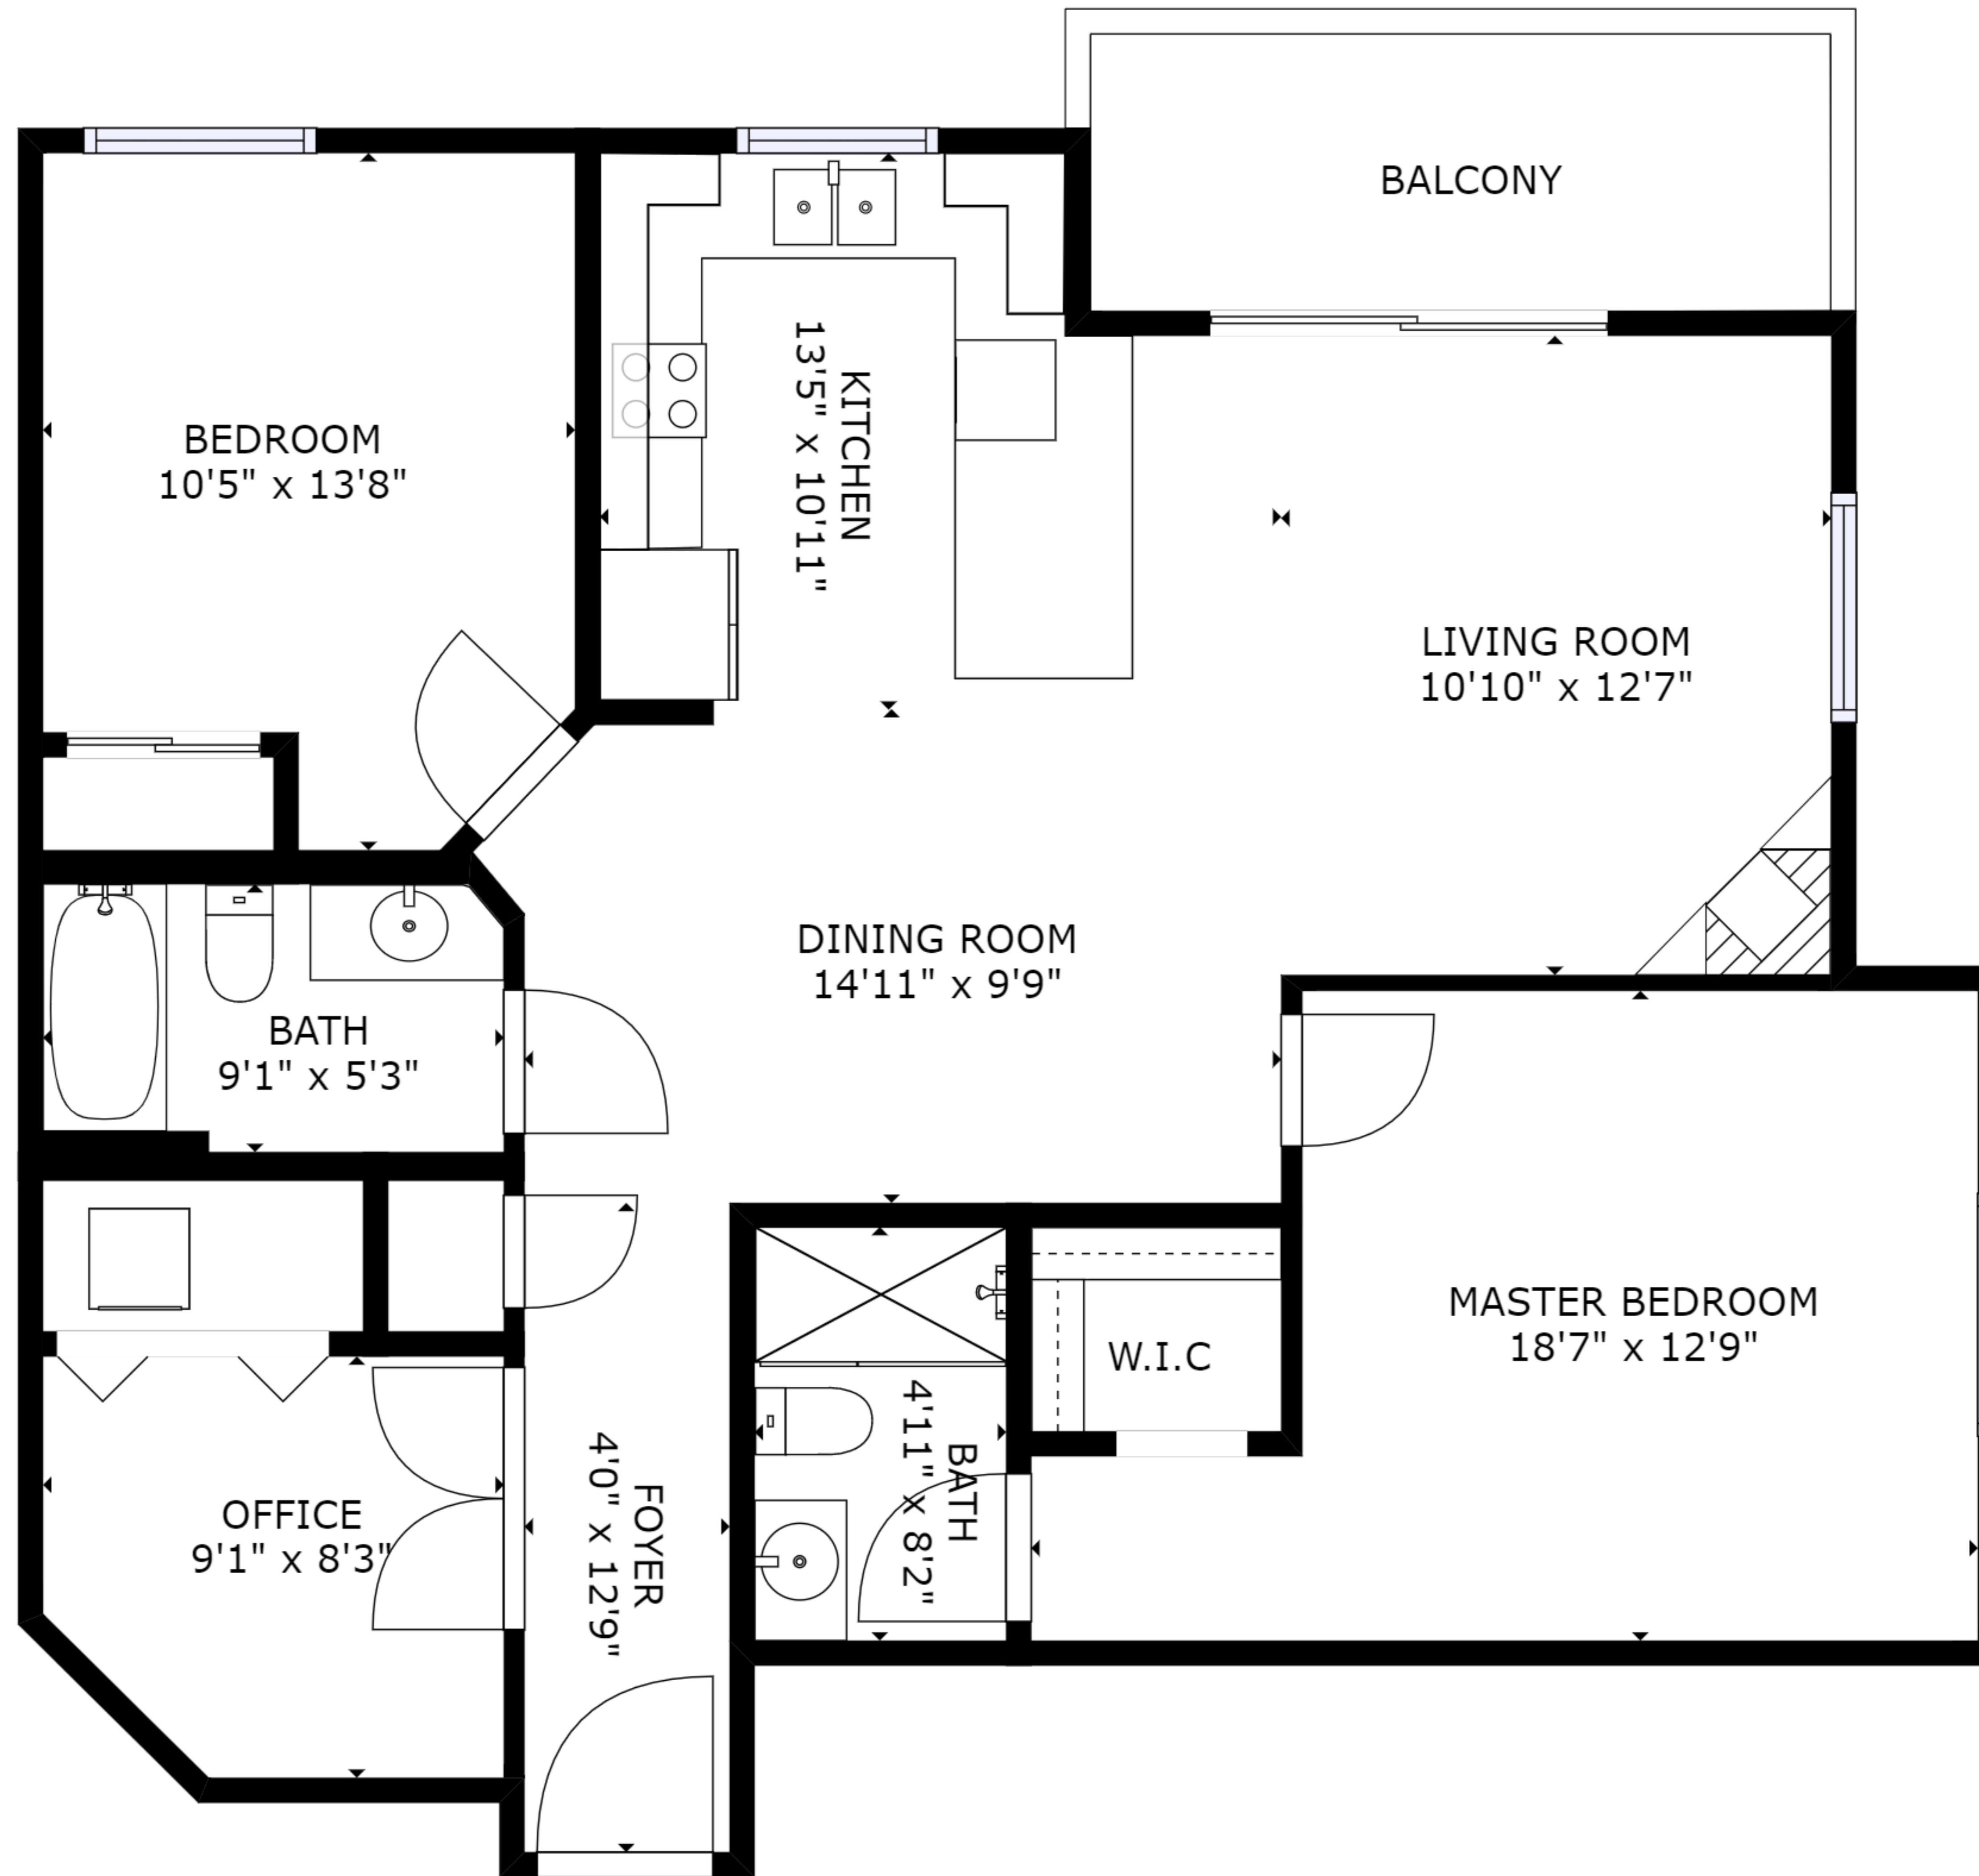 BALCONY
BEDROOM
10'5" x 13'8"
KITCHEN
13'5" x 10'11"
LIVING ROOM
10'10" x 12'7"
DINING ROOM
14'11" x 9'9"
BATH
9'1" x 5'3"
MASTER BEDROOM
18'7" x 12'9"
W.I.C
BATH
4'11" x 8'2"
FOYER
4'0" x 12'9"
OFFICE
9'1" x 8'3"